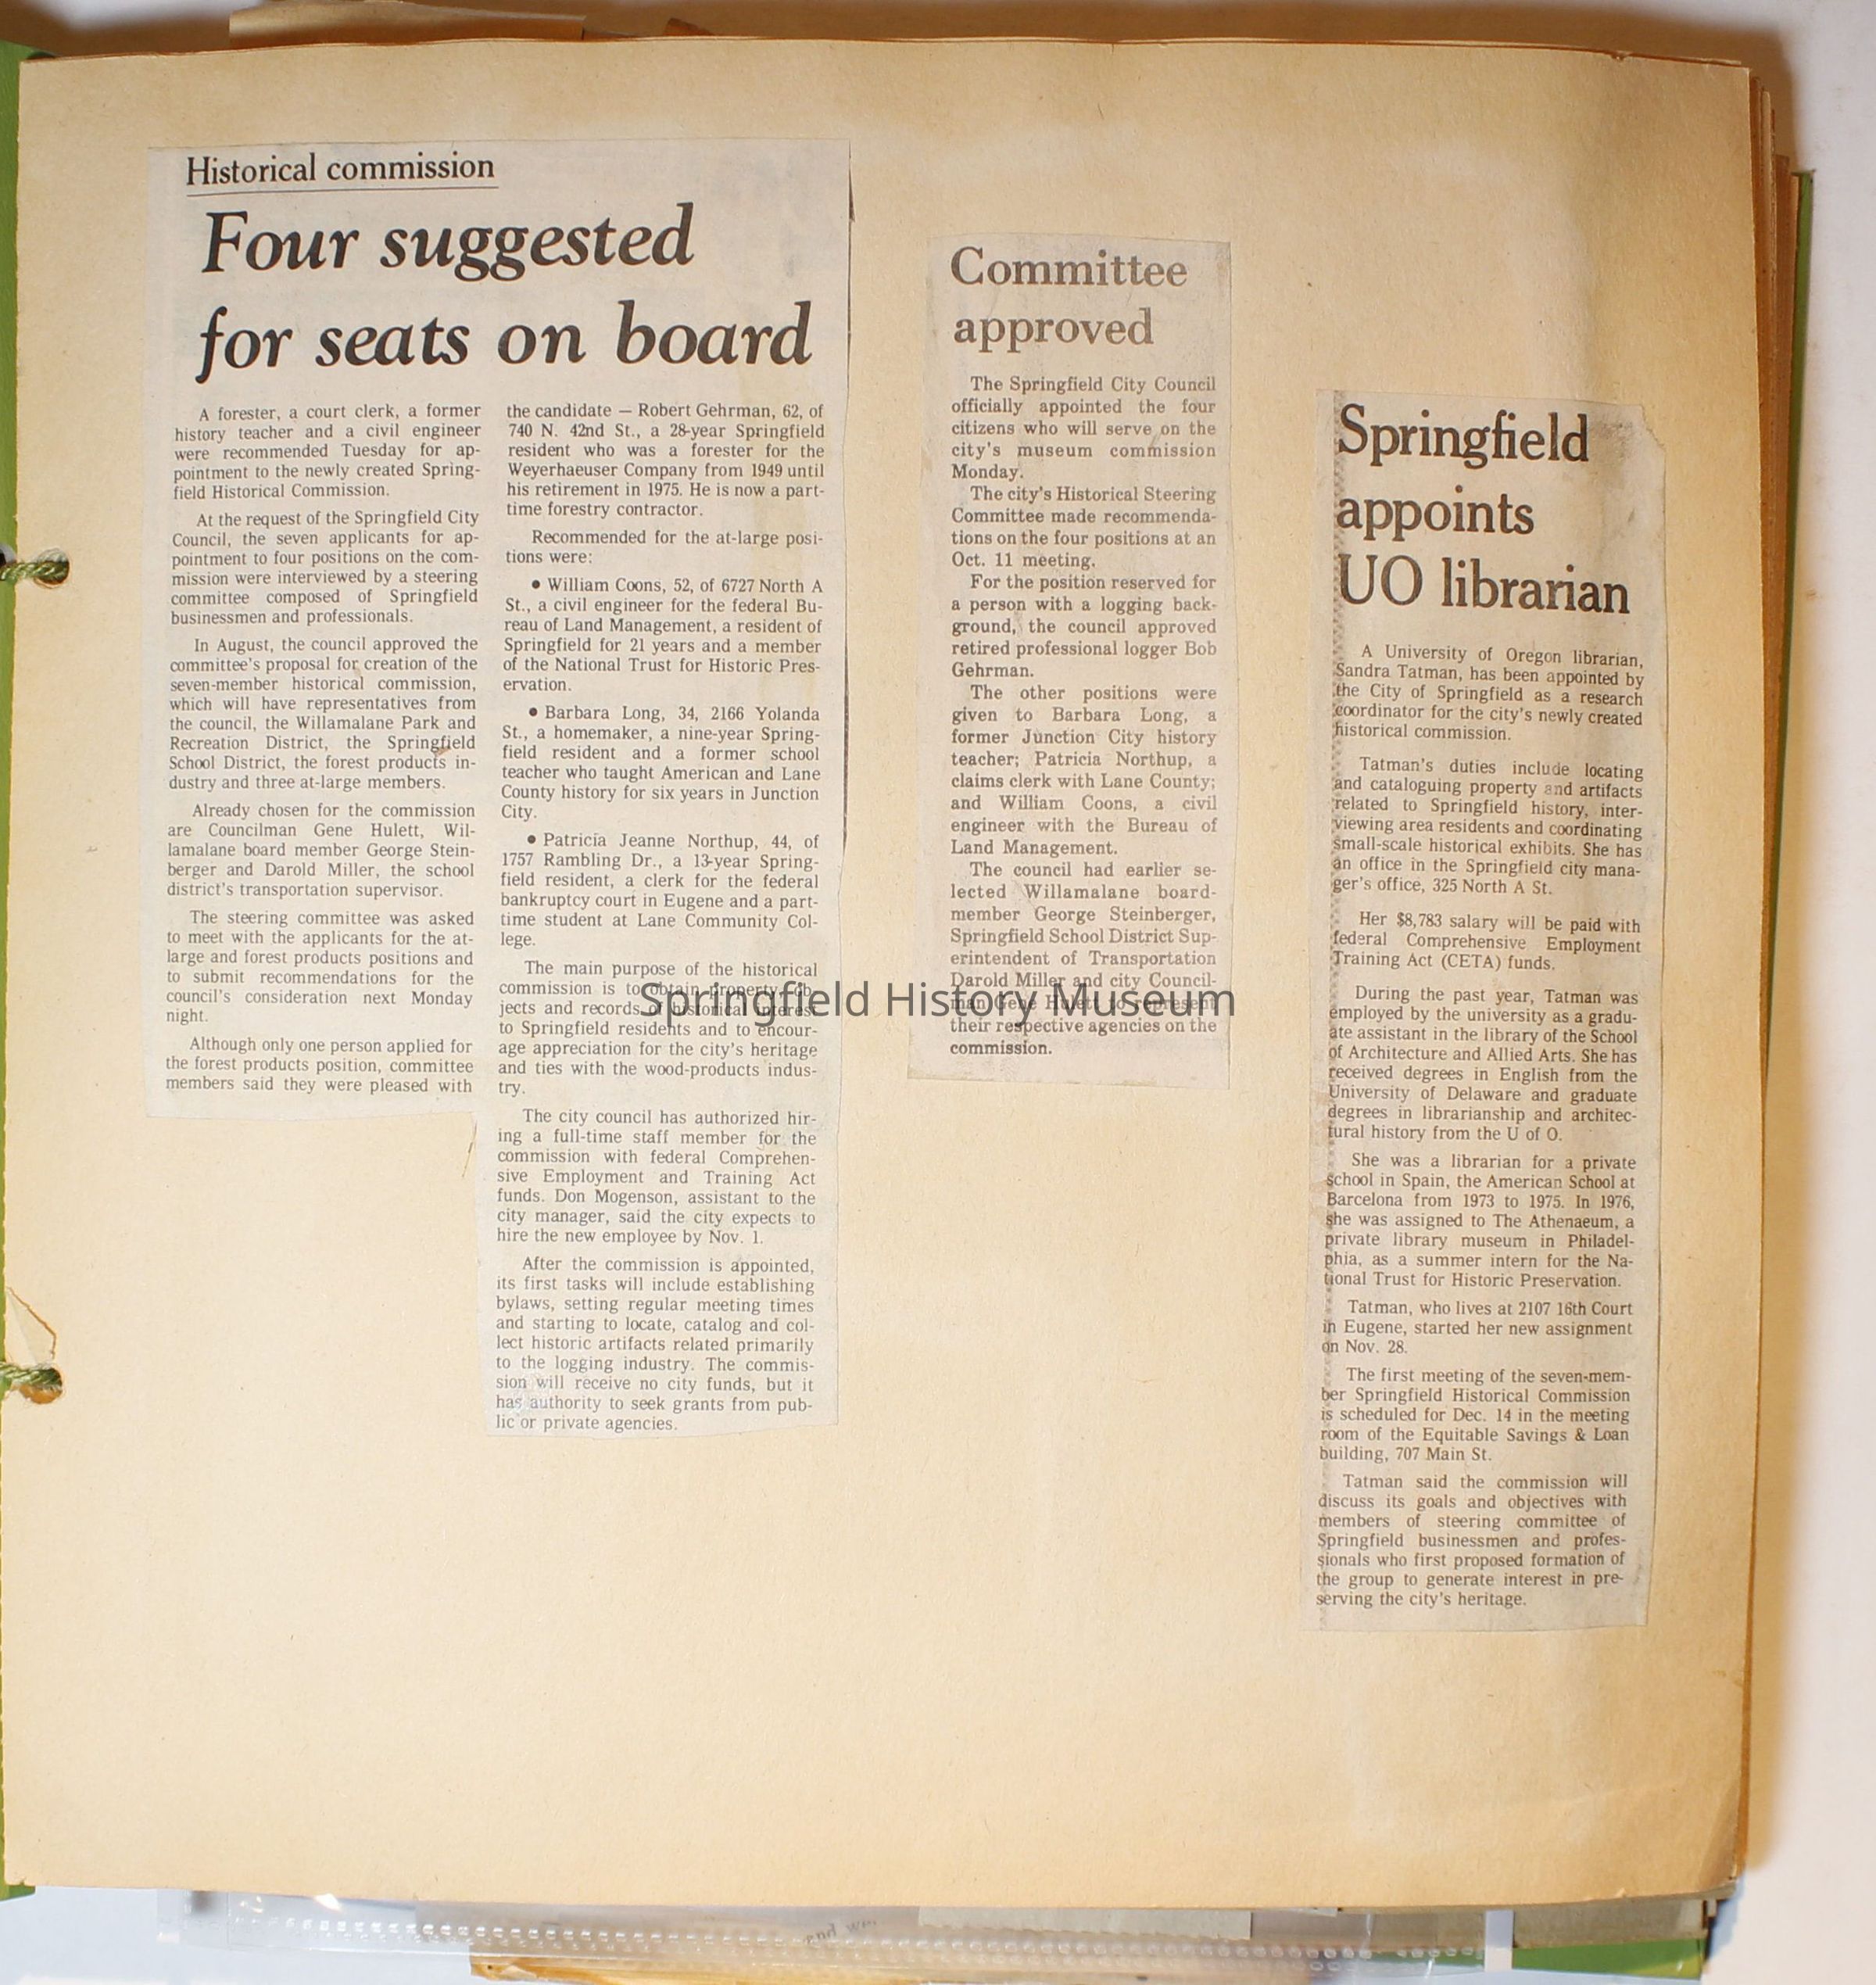 Historical commission
Four suggested
for seats on board
A forester, a court clerk, a former
history teacher and a civil engineer
were recommended Tuesday for ap-
pointment to the newly created Spring-
field Historical Commission.
At the request of the Springfield City
Council, the seven applicants for ap-
pointment to four positions on the com-
mission were interviewed by a steering
committee composed of Springfield
businessmen and professionals.
In August, the council approved the
committee's proposal for creation of the
seven-member historical commission,
which will have representatives from
the council, the Willamalane Park and
Recreation District, the Springfield
School District, the forest products in-
dustry and three at-large members.
Already chosen for the commission
are Councilman Gene Hulett, Wil-
lamalane board member George Stein-
berger and Darold Miller, the school
district's transportation supervisor.
The steering committee was asked
to meet with the applicants for the at-
large and forest products positions and
to submit recommendations for the
council's consideration next Monday
night.
Although only one person applied for
the forest products position, committee
members said they were pleased with
the candidate — Robert Gehrman, 62, of
740 N. 42nd St., a 28-year Springfield
resident who was a forester for the
Weyerhaeuser Company from 1949 until
his retirement in 1975. He is now a part-
time forestry contractor.
Recommended for the at-large posi-
tions were:
• William Coons, 52, of 6727 North A
St., a civil engineer for the federal Bu-
reau of Land Management, a resident of
Springfield for 21 years and a member
of the National Trust for Historic Pres-
ervation.
• Barbara Long, 34, 2166 Yolanda
St., a homemaker, a nine-year Spring-
field resident and a former school
teacher who taught American and Lane
County history for six years in Junction
City.
• Patricia Jeanne Northup, 44, of
1757 Rambling Dr., a 13-year Spring-
field resident, a clerk for the federal
bankruptcy court in Eugene and a part-
time student at Lane Community Col-
lege.
The main purpose of the historical
commission is to obtain property, ob-
jects and records of historical interest
to Springfield residents and to encour-
age appreciation for the city's heritage
and ties with the wood-products indus-
try.
The city council has authorized hir-
ing a full-time staff member for the
commission with federal Comprehen-
sive Employment and Training Act
funds. Don Mogenson, assistant to the
city manager, said the city expects to
hire the new employee by Nov. 1.
After the commission is appointed,
its first tasks will include establishing
bylaws, setting regular meeting times
and starting to locate, catalog and col-
lect historic artifacts related primarily
to the logging industry. The commis-
sion will receive no city funds, but it
has authority to seek grants from pub-
lic or private agencies.
Committee
approved
The Springfield City Council
officially appointed the four
citizens who will serve on the
city's museum commission
Monday.
The city's Historical Steering
Committee made recommenda-
tions on the four positions at an
Oct. 11 meeting.
For the position reserved for
a person with a logging back-
ground, the council approved
retired professional logger Bob
Gehrman.
The other positions were
given to Barbara Long, a
former Junction City history
teacher; Patricia Northup, a
claims clerk with Lane County;
and William Coons, a civil
engineer with the Bureau of
Land Management.
The council had earlier se-
lected Willamalane board-
member George Steinberger,
Springfield School District Sup-
erintendent of Transportation
Darold Miller and city Council-
man Gene Hulett to represent
their respective agencies on the
commission.
Springfield History Museum
Springfield
appoints
UO librarian
A University of Oregon librarian,
Sandra Tatman, has been appointed by
the City of Springfield as a research
coordinator for the city's newly created
historical commission.
Tatman's duties include locating
and cataloguing property and artifacts
related to Springfield history, inter-
viewing area residents and coordinating
small-scale historical exhibits. She has
an office in the Springfield city mana-
ger's office, 325 North A St.
Her $8,783 salary will be paid with
federal Comprehensive Employment
Training Act (CETA) funds.
During the past year, Tatman was
employed by the university as a gradu-
ate assistant in the library of the School
of Architecture and Allied Arts. She has
received degrees in English from the
University of Delaware and graduate
degrees in librarianship and architec-
tural history from the U of O.
She was a librarian for a private
school in Spain, the American School at
Barcelona from 1973 to 1975. In 1976,
she was assigned to The Athenaeum, a
private library museum in Philadel-
phia, as a summer intern for the Na-
tional Trust for Historic Preservation.
Tatman, who lives at 2107 16th Court
in Eugene, started her new assignment
on Nov. 28.
The first meeting of the seven-mem-
ber Springfield Historical Commission
is scheduled for Dec. 14 in the meeting
room of the Equitable Savings & Loan
building, 707 Main St.
Tatman said the commission will
discuss its goals and objectives with
members of steering committee of
Springfield businessmen and profes-
sionals who first proposed formation of
the group to generate interest in pre-
serving the city's heritage.